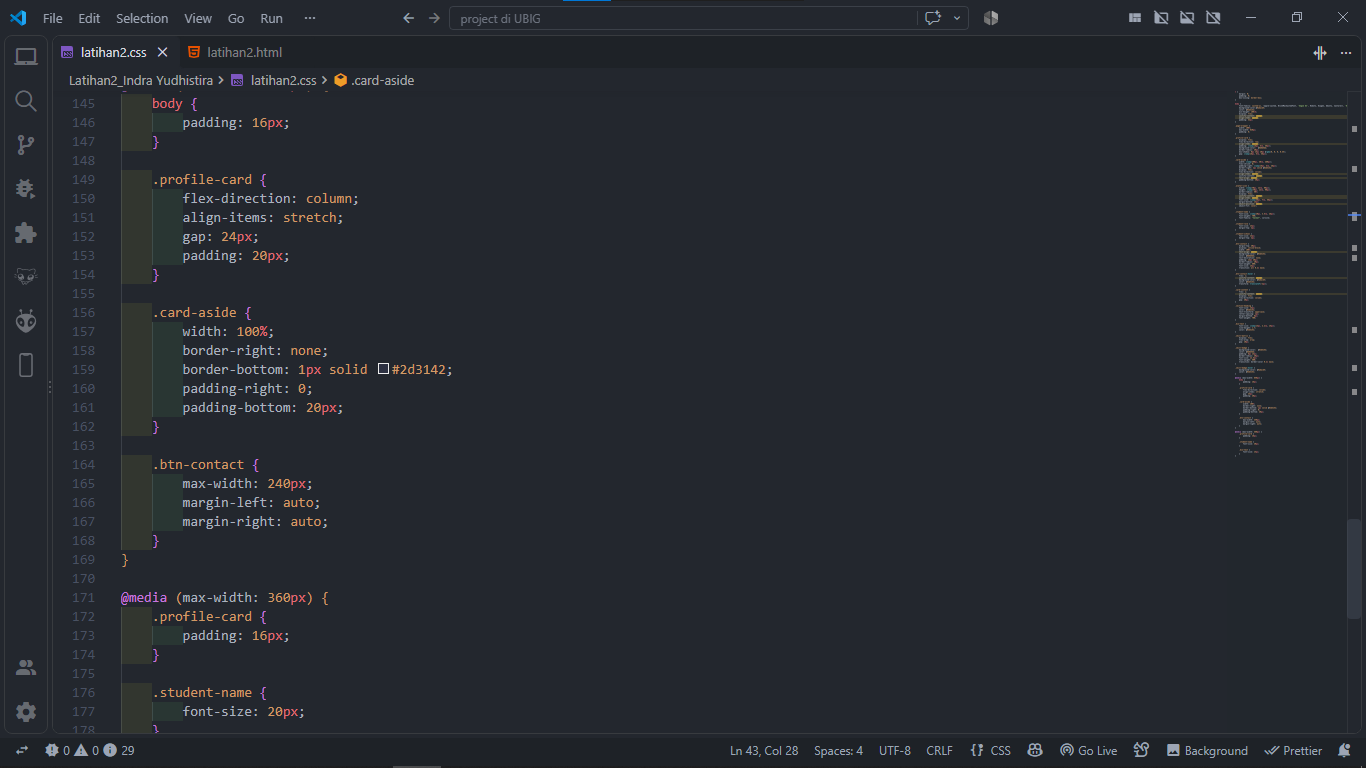 File Edit Selection View Go Run ···
project di UBIG
latihan2.css latihan2.html
Latihan2_Indra Yudhistira > latihan2.css > .card-aside
145 body {
146 padding: 16px;
147 }
148
149 .profile-card {
150 flex-direction: column;
151 align-items: stretch;
152 gap: 24px;
153 padding: 20px;
154 }
155
156 .card-aside {
157 width: 100%;
158 border-right: none;
159 border-bottom: 1px solid #2d3142;
160 padding-right: 0;
161 padding-bottom: 20px;
162 }
163
164 .btn-contact {
165 max-width: 240px;
166 margin-left: auto;
167 margin-right: auto;
168 }
169 }
170
171 @media (max-width: 360px) {
172 .profile-card {
173 padding: 16px;
174 }
175
176 .student-name {
177 font-size: 20px;
178 }
0 0 29 Ln 43, Col 28 Spaces: 4 UTF-8 CRLF {} CSS Go Live Background Prettier